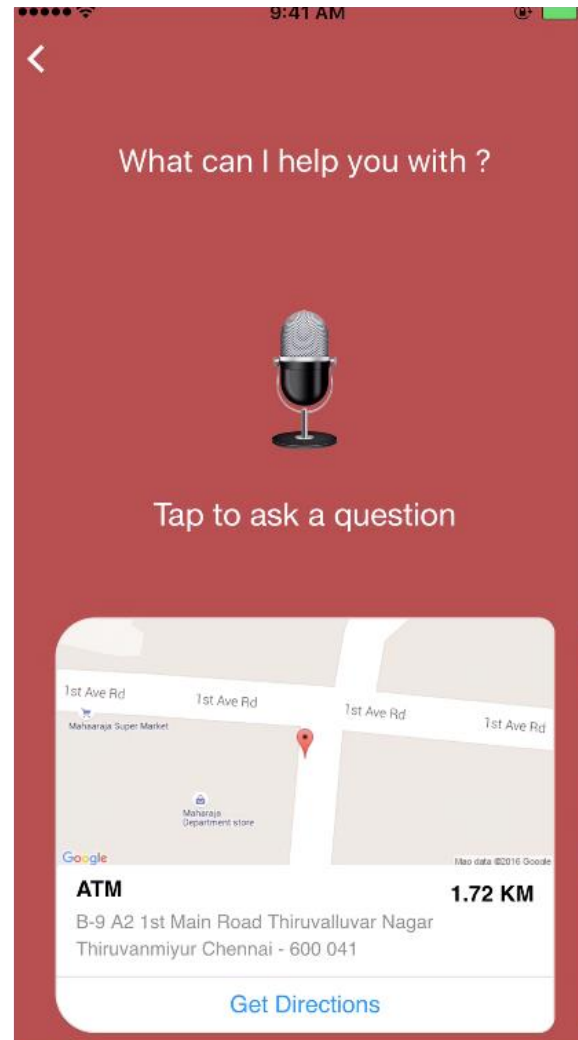 9:41 AM
What can I help you with ?
Tap to ask a question
1st Ave Rd
1st Ave Rd
1st Ave Rd
1st Ave Rd
Mahaaraja Super Market
Maharaja
Department store
Google
Map data ©2016 Google
ATM
1.72 KM
B-9 A2 1st Main Road Thiruvalluvar Nagar
Thiruvanmiyur Chennai - 600 041
Get Directions